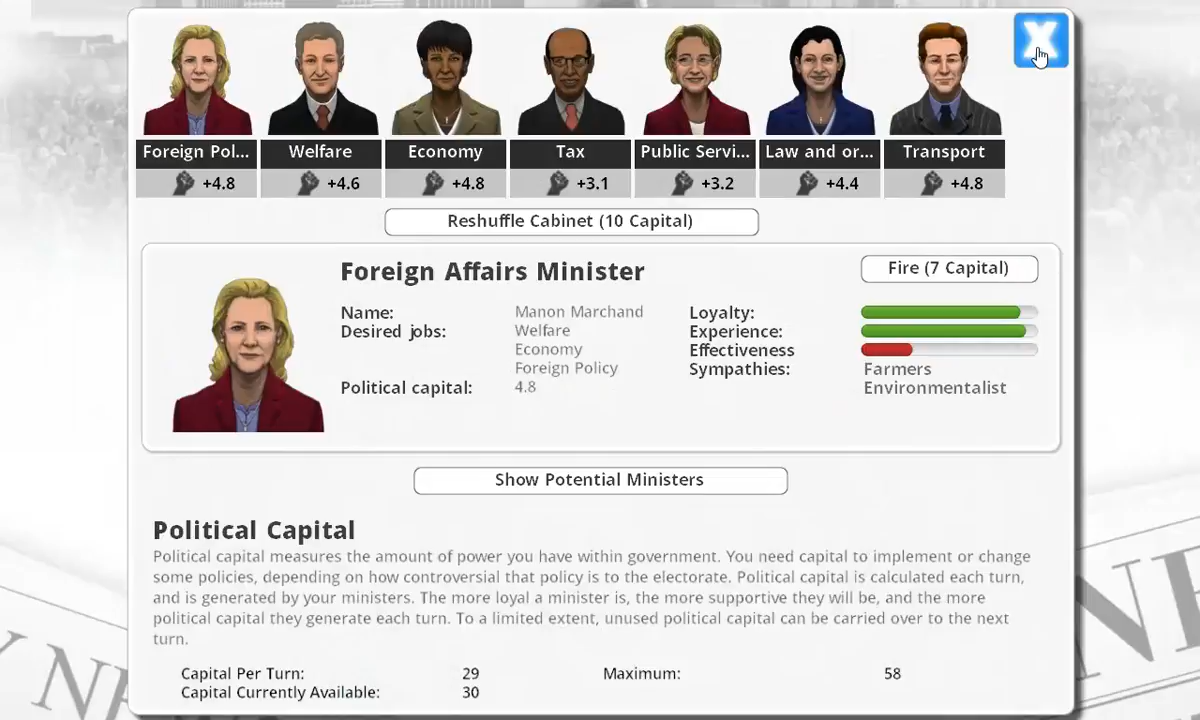 X
Foreign Pol...
Welfare
Economy
Tax
Public Servi...
Law and or...
Transport
+4.8
+4.6
+4.8
+3.1
+3.2
+4.4
+4.8
Reshuffle Cabinet (10 Capital)
Foreign Affairs Minister
Fire (7 Capital)
Name:
Manon Marchand
Desired jobs:
Welfare
Economy
Foreign Policy
Political capital:
4.8
Loyalty:
Experience:
Effectiveness
Sympathies:
Farmers
Environmentalist
Show Potential Ministers
Political Capital
Political capital measures the amount of power you have within government. You need capital to implement or change
some policies, depending on how controversial that policy is to the electorate. Political capital is calculated each turn,
and is generated by your ministers. The more loyal a minister is, the more supportive they will be, and the more
political capital they generate each turn. To a limited extent, unused political capital can be carried over to the next
turn.
Capital Per Turn: 29 Maximum: 58
Capital Currently Available: 30